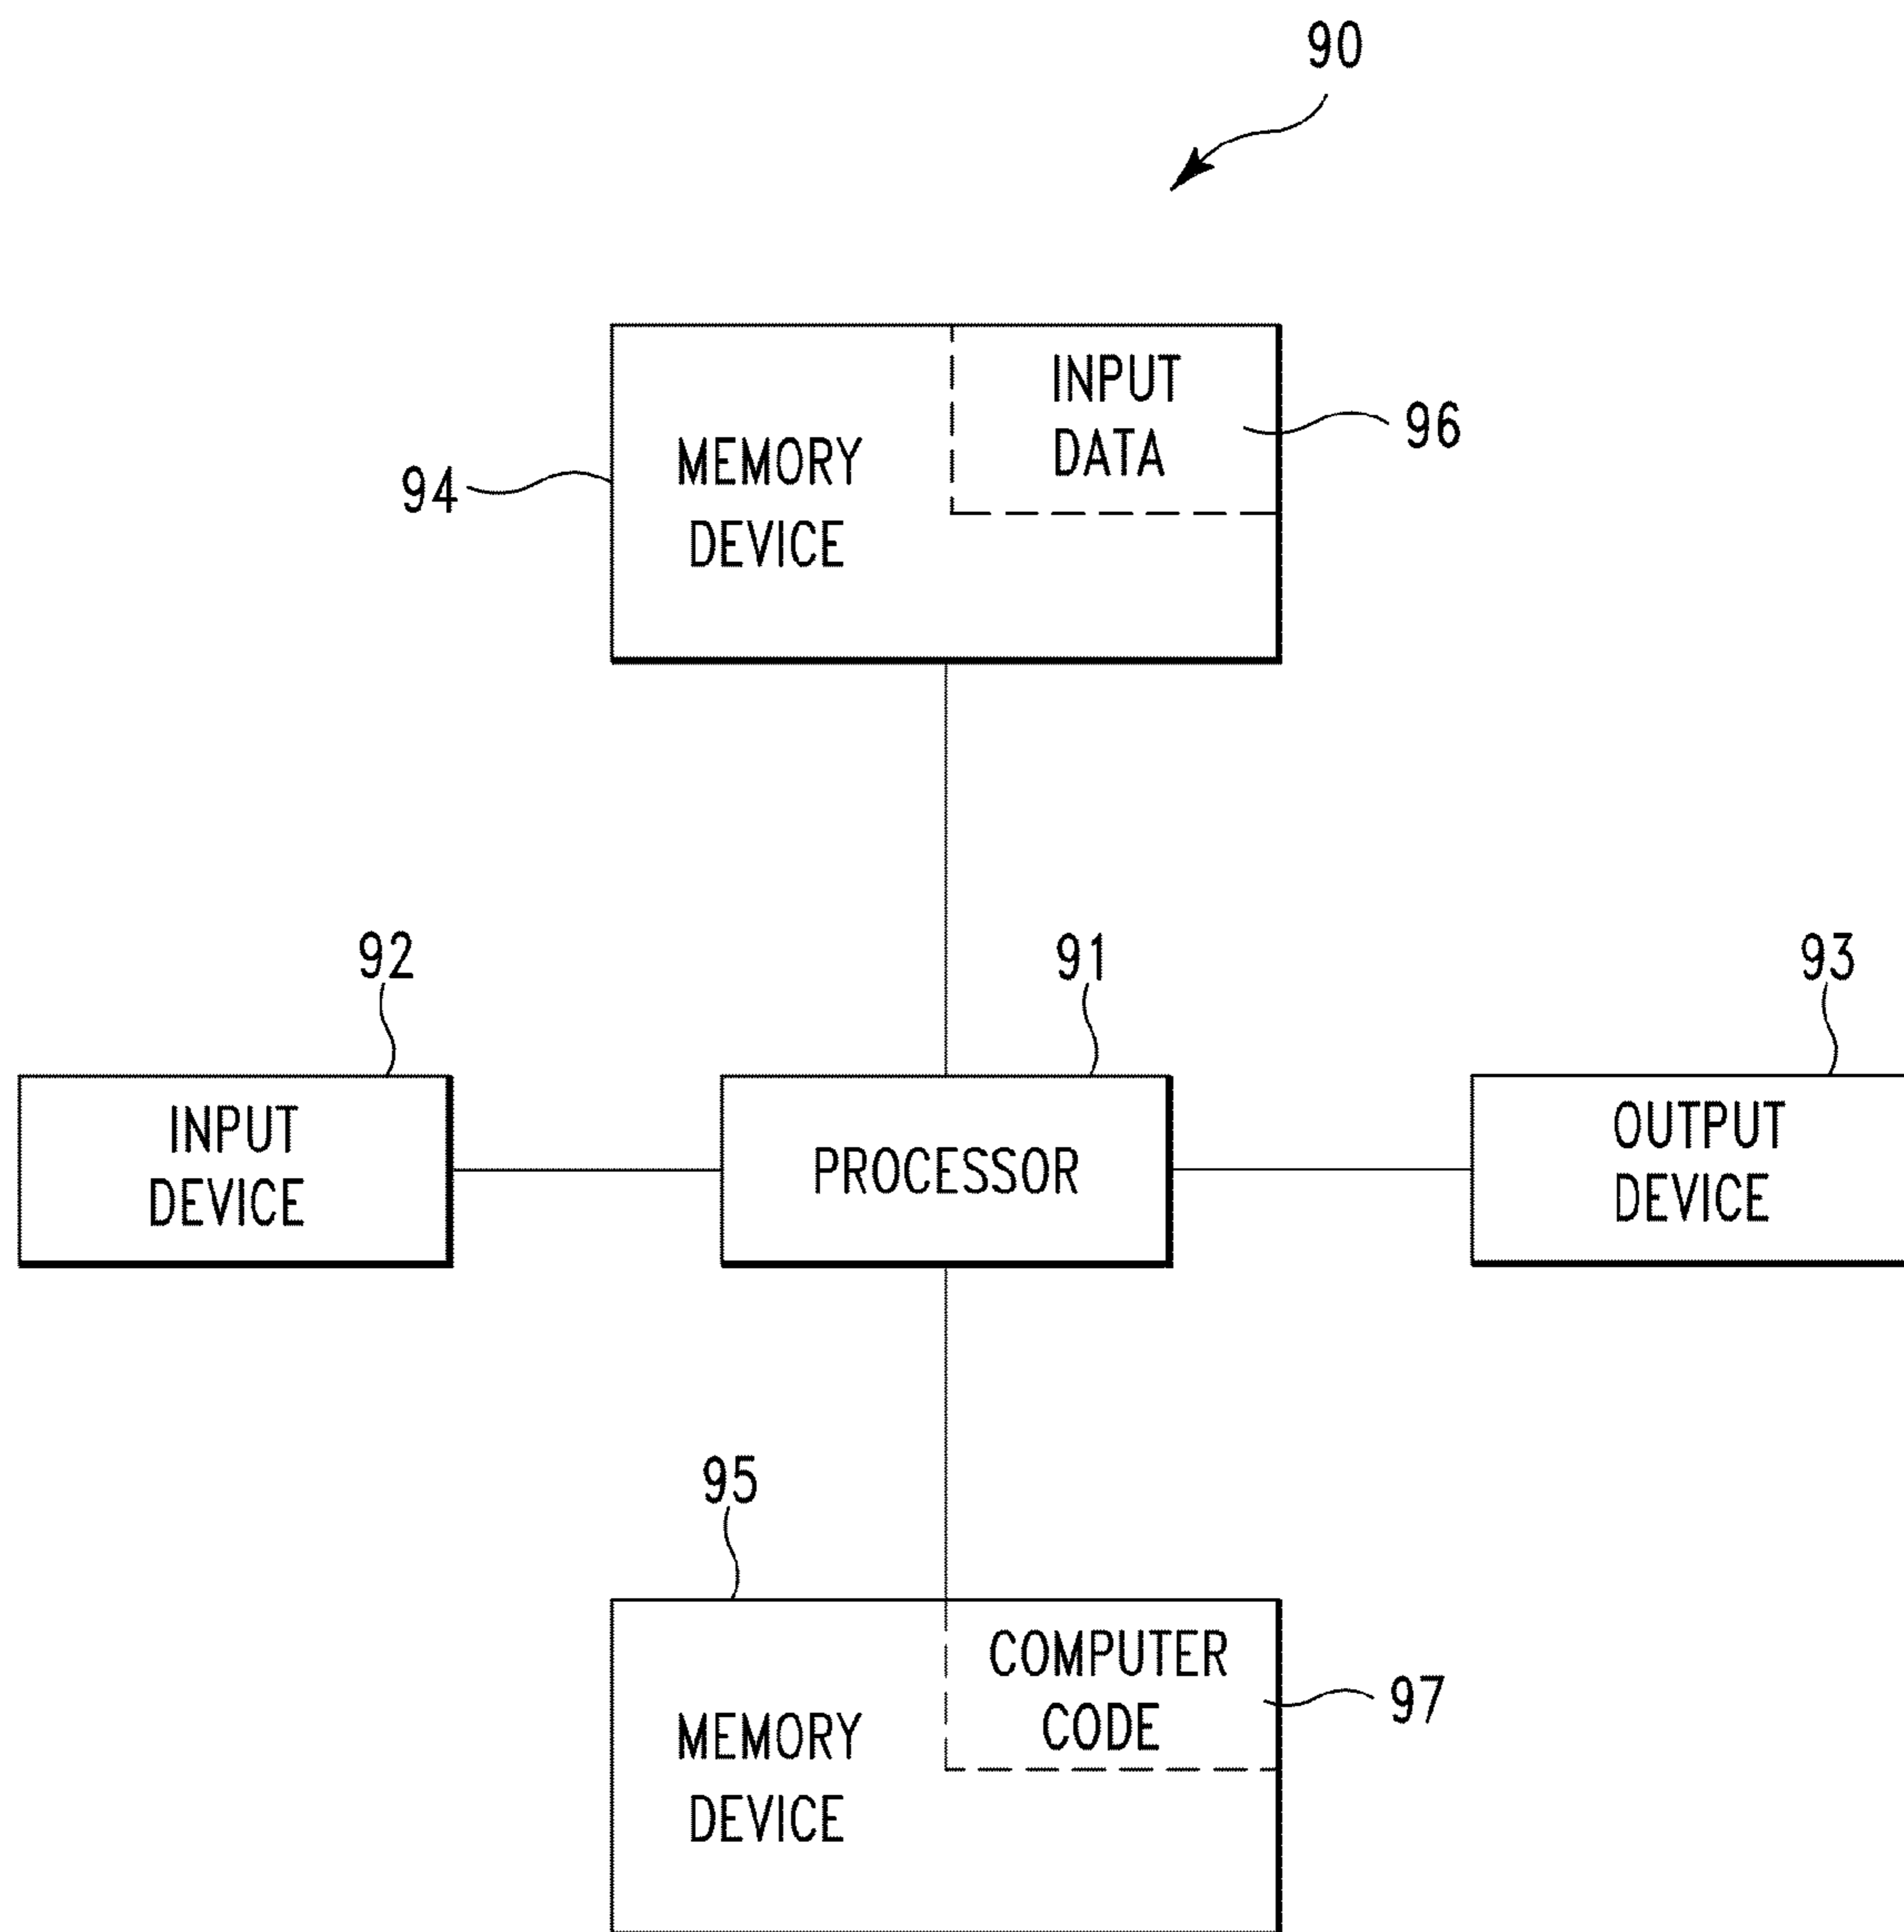 90
INPUT
DATA
96
94
MEMORY
DEVICE
92
91
93
INPUT
DEVICE
PROCESSOR
OUTPUT
DEVICE
95
COMPUTER
CODE
97
MEMORY
DEVICE